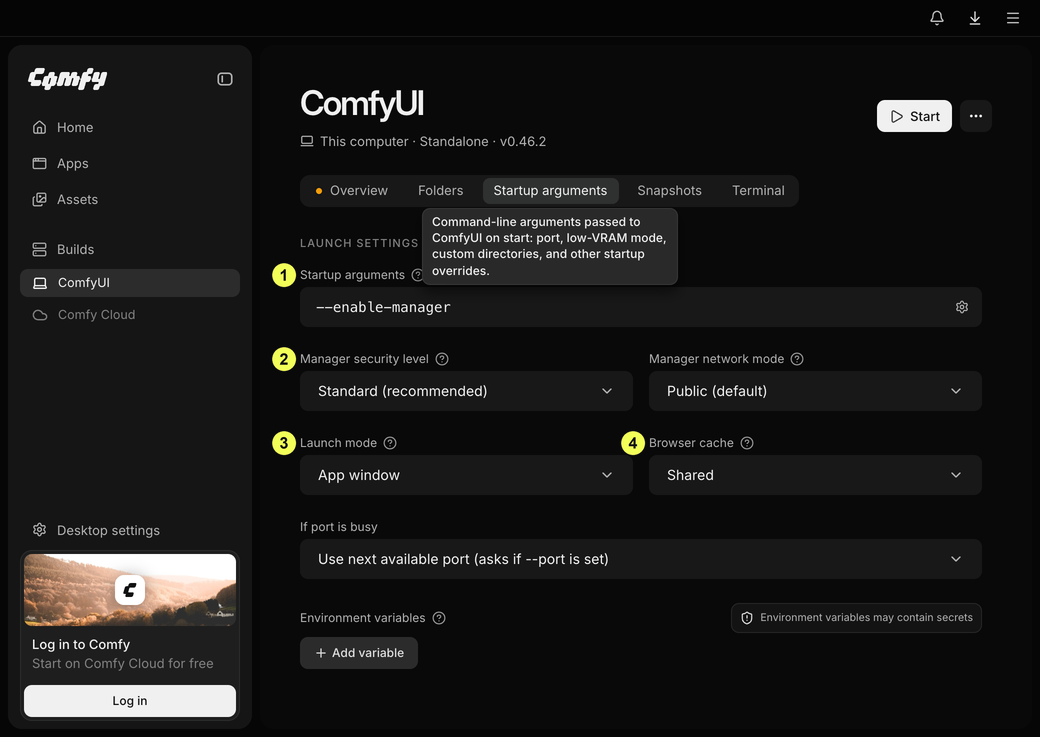 Comfy
Home
Apps
Assets
Builds
ComfyUI
Comfy Cloud
Desktop settings
C
Log in to Comfy
Start on Comfy Cloud for free
Log in
ComfyUI
This computer · Standalone · v0.46.2
Start
Overview
Folders
Startup arguments
Snapshots
Terminal
Command-line arguments passed to
ComfyUI on start: port, low-VRAM mode,
custom directories, and other startup
overrides.
LAUNCH SETTINGS
1 Startup arguments ?
--enable-manager
2 Manager security level ?
Standard (recommended)
Manager network mode ?
Public (default)
3 Launch mode ?
App window
4 Browser cache ?
Shared
If port is busy
Use next available port (asks if --port is set)
Environment variables ?
Environment variables may contain secrets
+ Add variable